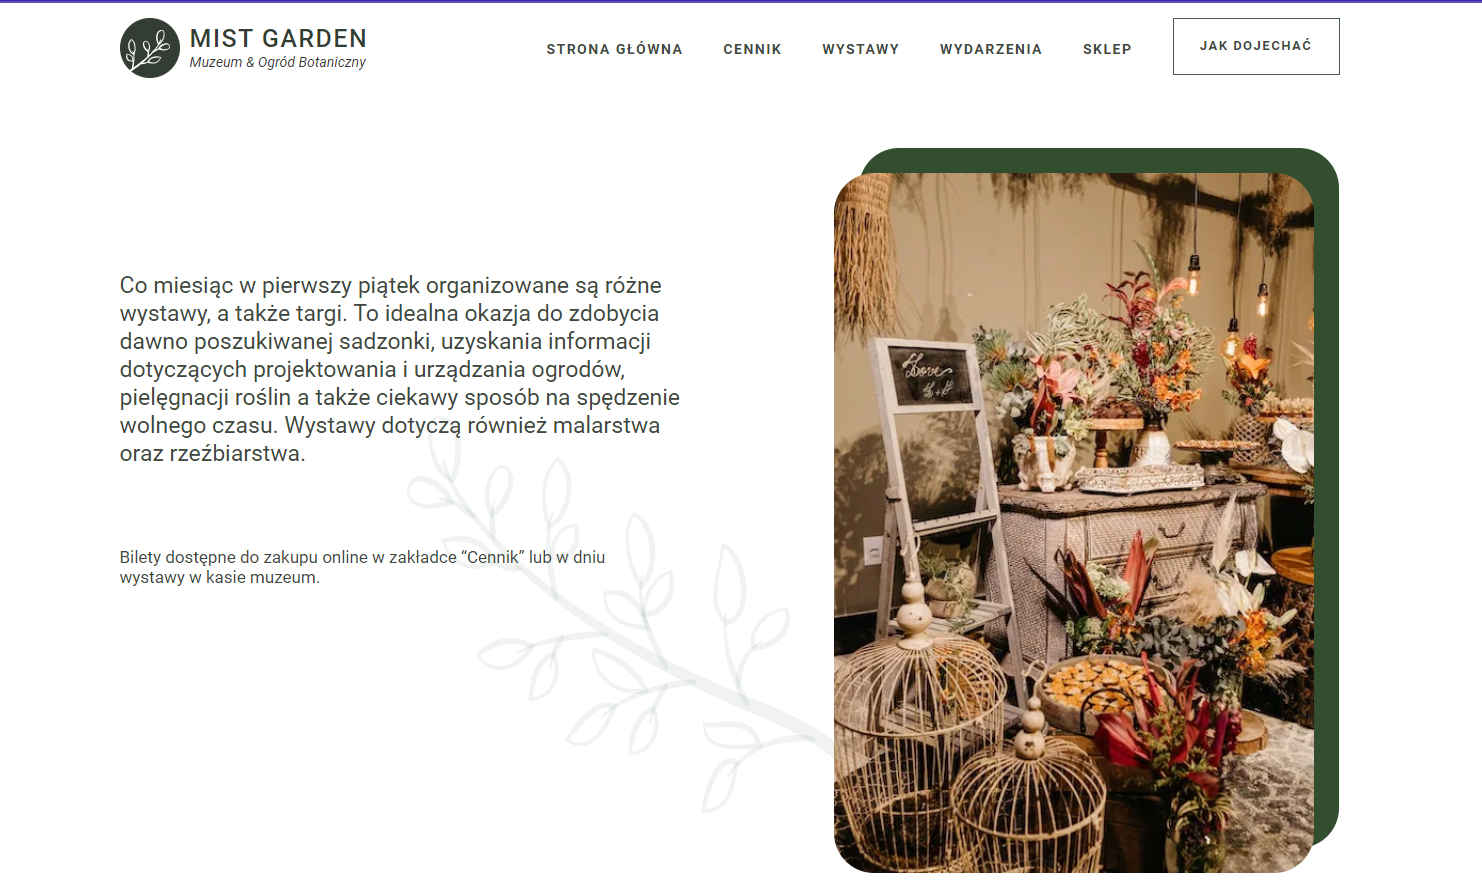 MIST GARDEN
Muzeum & Ogród Botaniczny
STRONA GŁÓWNA CENNIK WYSTAWY WYDARZENIA SKLEP JAK DOJECHAĆ
Co miesiąc w pierwszy piątek organizowane są różne
wystawy, a także targi. To idealna okazja do zdobycia
dawno poszukiwanej sadzonki, uzyskania informacji
dotyczących projektowania i urządzania ogrodów,
pielęgnacji roślin a także ciekawy sposób na spędzenie
wolnego czasu. Wystawy dotyczą również malarstwa
oraz rzeźbiarstwa.
Bilety dostępne do zakupu online w zakładce “Cennik” lub w dniu
wystawy w kasie muzeum.
Love